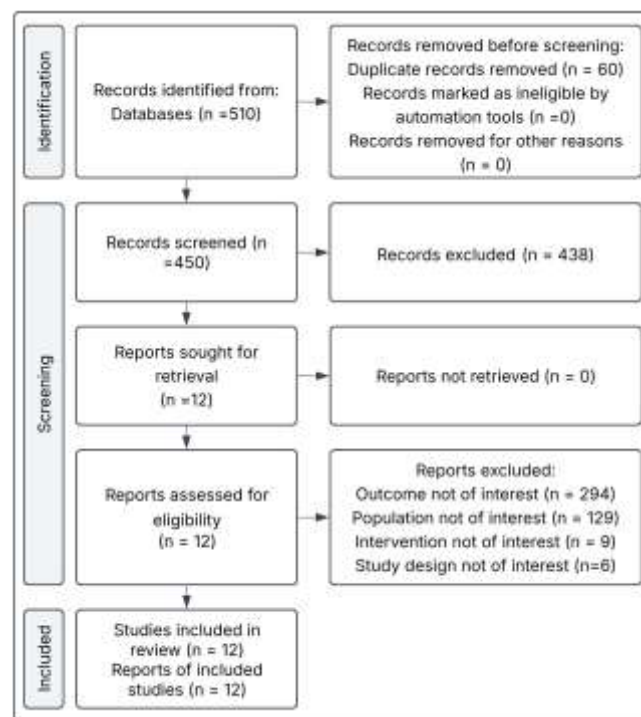 Identification
Records identified from:
Databases (n =510)
Records removed before screening:
Duplicate records removed (n = 60)
Records marked as ineligible by
automation tools (n =0)
Records removed for other reasons
(n = 0)
Screening
Records screened (n
=450)
Records excluded (n = 438)
Reports sought for
retrieval
(n =12)
Reports not retrieved (n = 0)
Reports assessed for
eligibility
(n = 12)
Reports excluded:
Outcome not of interest (n = 294)
Population not of interest (n = 129)
Intervention not of interest (n = 9)
Study design not of interest (n=6)
Included
Studies included in
review (n = 12)
Reports of included
studies (n = 12)